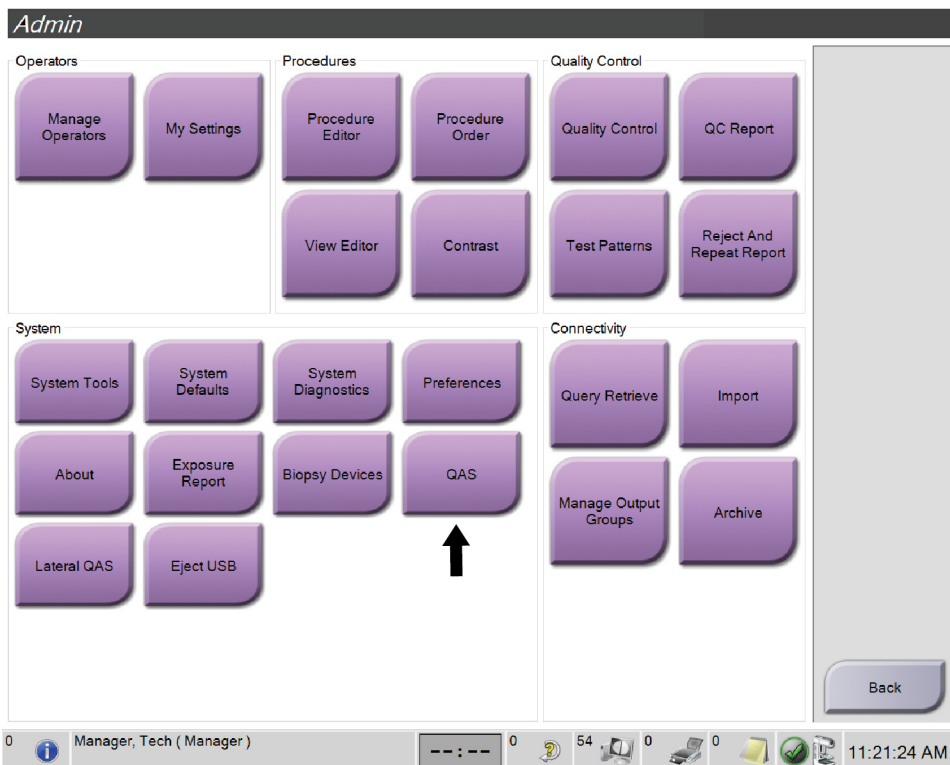 Admin
Operators
Manage
Operators
My Settings
Procedures
Procedure
Editor
Procedure
Order
View Editor
Contrast
Quality Control
Quality Control
QC Report
Test Patterns
Reject And
Repeat Report
System
System Tools
System
Defaults
System
Diagnostics
Preferences
About
Exposure
Report
Biopsy Devices
QAS
Lateral QAS
Eject USB
Connectivity
Query Retrieve
Import
Manage Output
Groups
Archive
Back
0
Manager, Tech ( Manager )
--:--
0
54
0
0
11:21:24 AM